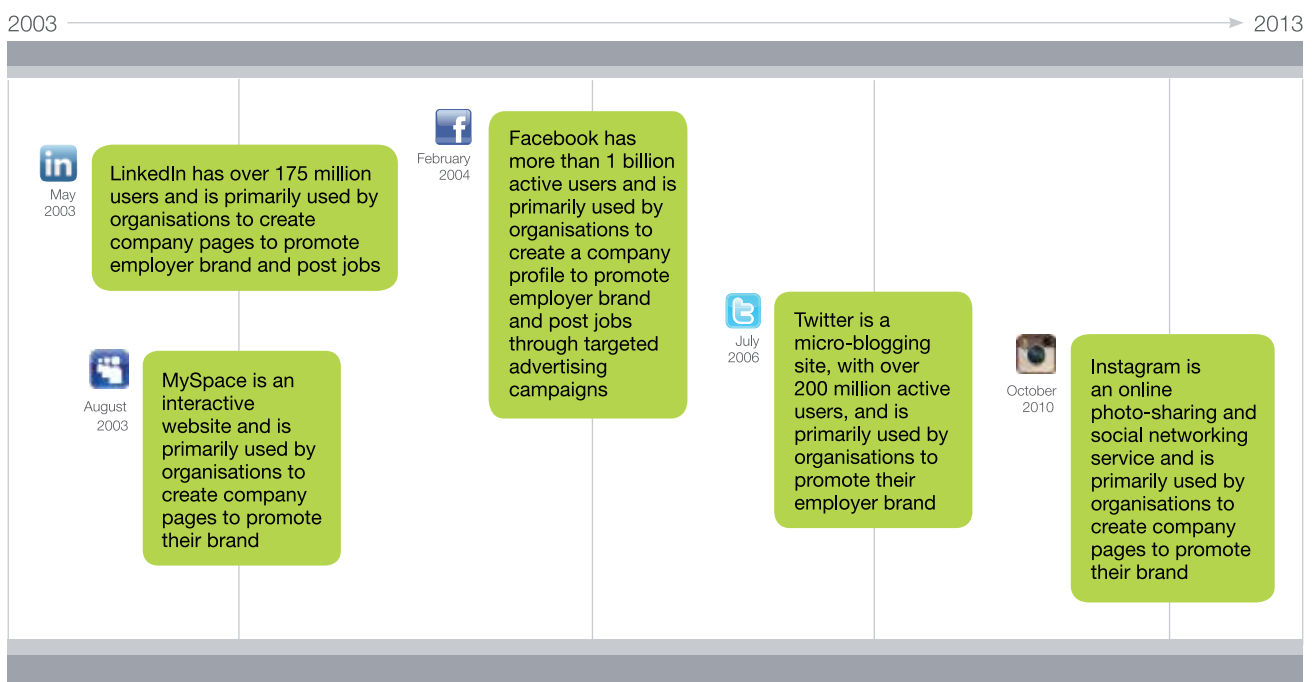 2003
2013
in
May
2003
LinkedIn has over 175 million
users and is primarily used by
organisations to create
company pages to promote
employer brand and post jobs
August
2003
MySpace is an
interactive
website and is
primarily used by
organisations to
create company
pages to promote
their brand
f
February
2004
Facebook has
more than 1 billion
active users and is
primarily used by
organisations to
create a company
profile to promote
employer brand
and post jobs
through targeted
advertising
campaigns
t
July
2006
Twitter is a
micro-blogging
site, with over
200 million active
users, and is
primarily used by
organisations to
promote their
employer brand
October
2010
Instagram is
an online
photo-sharing and
social networking
service and is
primarily used by
organisations to
create company
pages to promote
their brand